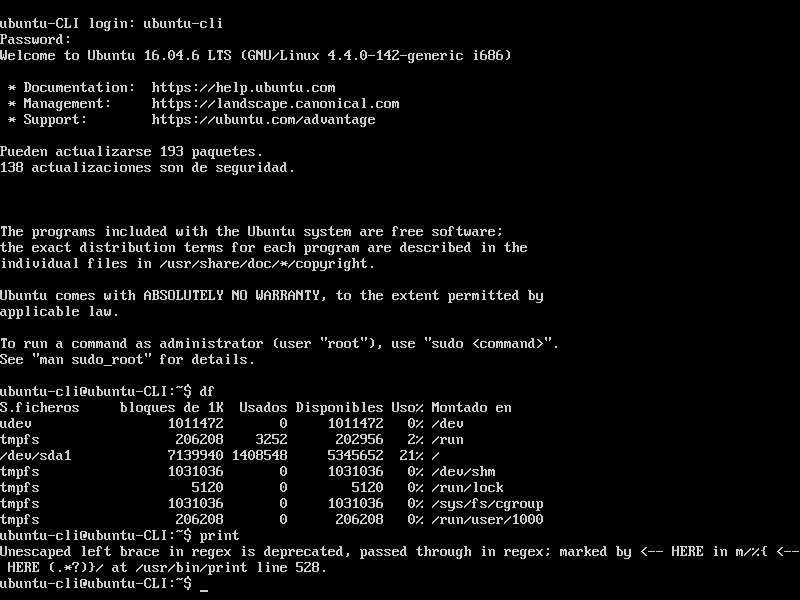 ubuntu-CLI login: ubuntu-cli
Password:
Welcome to Ubuntu 16.04.6 LTS (GNU/Linux 4.4.0-142-generic i686)

 * Documentation:  https://help.ubuntu.com
 * Management:     https://landscape.canonical.com
 * Support:        https://ubuntu.com/advantage

Pueden actualizarse 193 paquetes.
138 actualizaciones son de seguridad.

The programs included with the Ubuntu system are free software;
the exact distribution terms for each program are described in the
individual files in /usr/share/doc/*/copyright.

Ubuntu comes with ABSOLUTELY NO WARRANTY, to the extent permitted by
applicable law.

To run a command as administrator (user "root"), use "sudo <command>".
See "man sudo_root" for details.

ubuntu-cli@ubuntu-CLI:~$ df
S.ficheros     bloques de 1K  Usados Disponibles Uso% Montado en
udev                 1011472       0     1011472   0% /dev
tmpfs                 206208    3252      202956   2% /run
/dev/sda1            7139940 1408548     5345652  21% /
tmpfs                1031036       0     1031036   0% /dev/shm
tmpfs                   5120       0        5120   0% /run/lock
tmpfs                1031036       0     1031036   0% /sys/fs/cgroup
tmpfs                 206208       0      206208   0% /run/user/1000
ubuntu-cli@ubuntu-CLI:~$ print
Unescaped left brace in regex is deprecated, passed through in regex; marked by <-- HERE in m/%{ <--
 HERE (.*?)}/ at /usr/bin/print line 528.
ubuntu-cli@ubuntu-CLI:~$ _